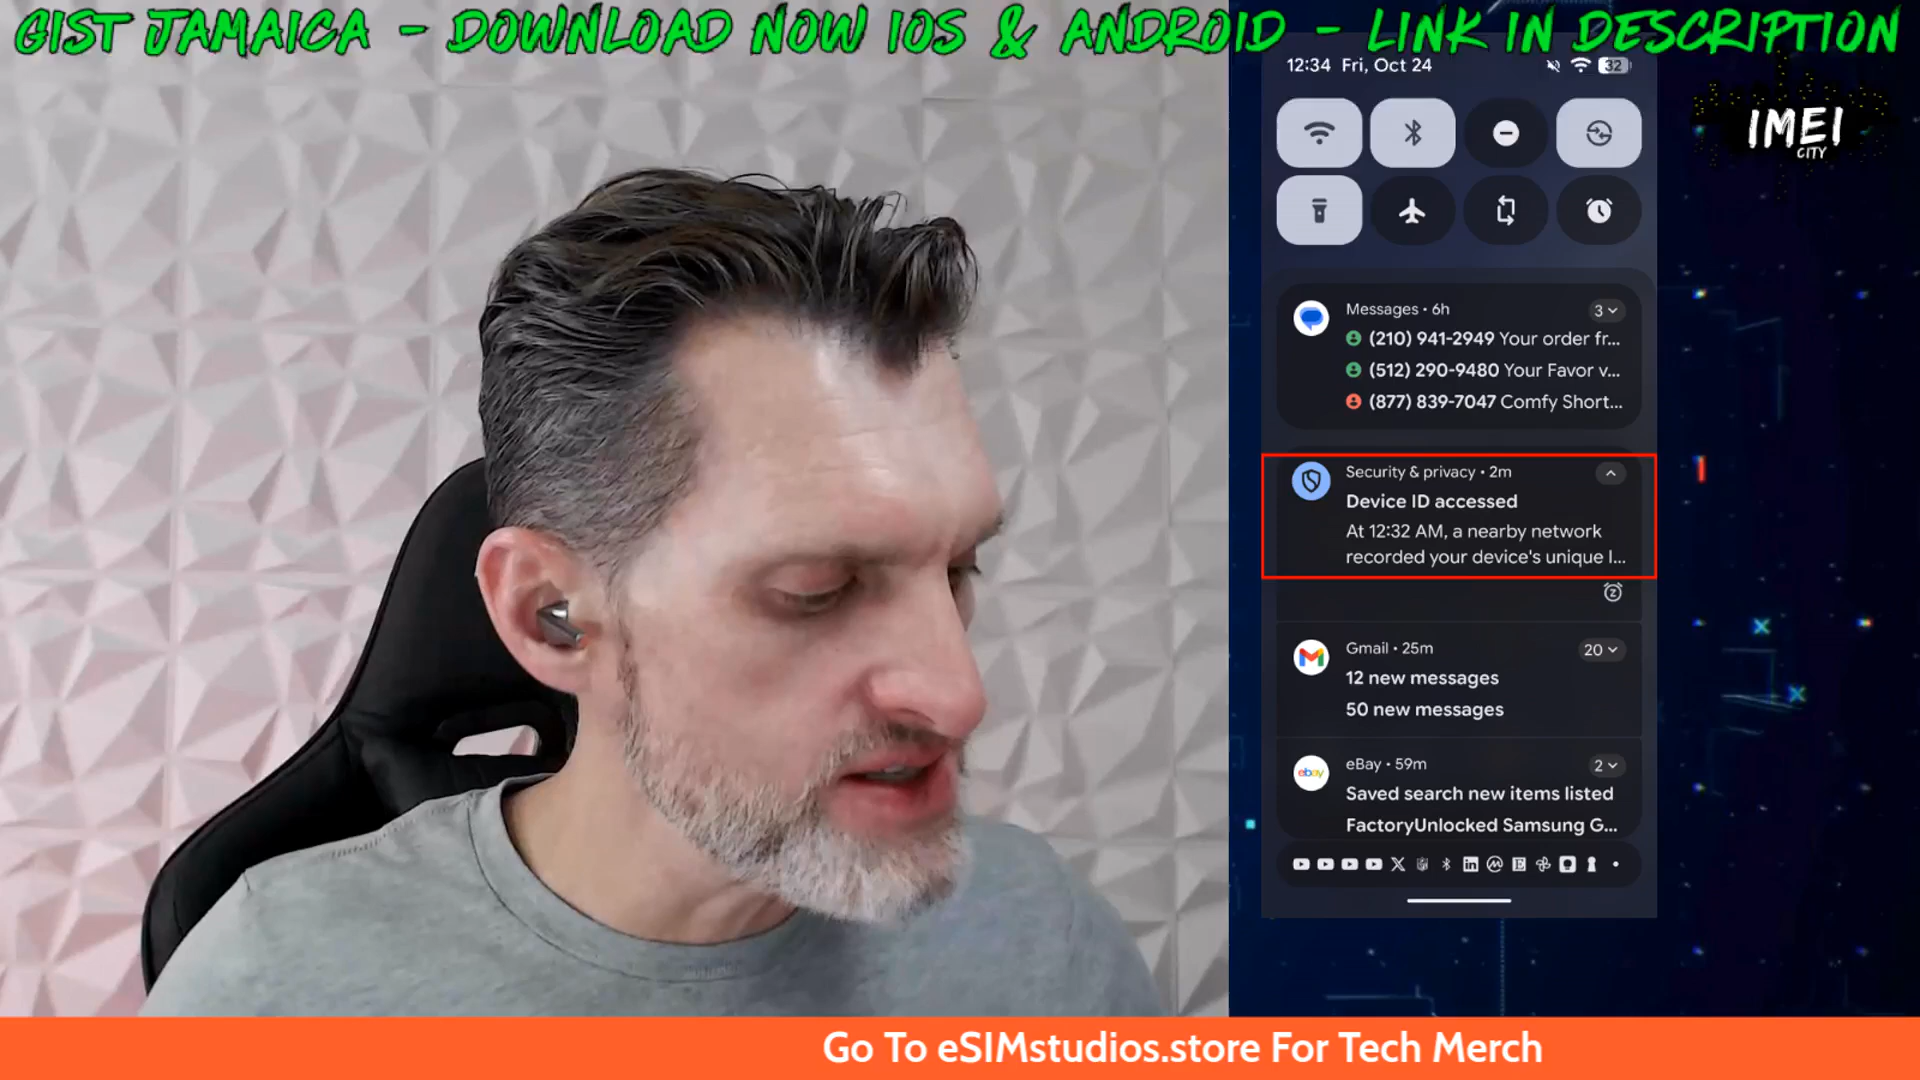 GIST JAMAICA - DOWNLOAD NOW IOS & ANDROID - LINK IN DESCRIPTION
12:34 Fri, Oct 24
32
IMEI
CITY
Messages • 6h
3
(210) 941-2949 Your order fr...
(512) 290-9480 Your Favor v...
(877) 839-7047 Comfy Short...
Security & privacy • 2m
Device ID accessed
At 12:32 AM, a nearby network
recorded your device's unique I...
Gmail • 25m
20
12 new messages
50 new messages
ebay
eBay • 59m
2
Saved search new items listed
FactoryUnlocked Samsung G...
Go To eSIMstudios.store For Tech Merch